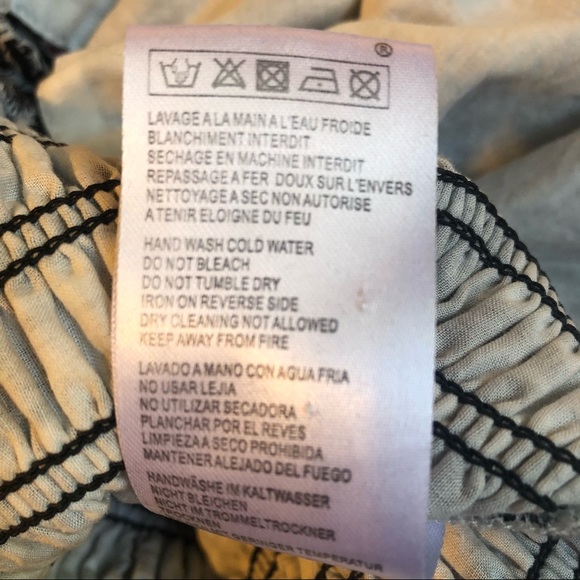 ®
LAVAGE A LA MAIN A L'EAU FROIDE
BLANCHIMENT INTERDIT
SECHAGE EN MACHINE INTERDIT
REPASSAGE A FER DOUX SUR L'ENVERS
NETTOYAGE A SEC NON AUTORISE
A TENIR ELOIGNE DU FEU
HAND WASH COLD WATER
DO NOT BLEACH
DO NOT TUMBLE DRY
IRON ON REVERSE SIDE
DRY CLEANING NOT ALLOWED
KEEP AWAY FROM FIRE
LAVADO A MANO CON AGUA FRIA
NO USAR LEJIA
NO UTILIZAR SECADORA
PLANCHAR POR EL REVES
LIMPIEZA A SECO PROHIBIDA
MANTENER ALEJADO DEL FUEGO
HANDWÄSHE IM KALTWASSER
NICHT BLEICHEN
NICHT IM TROMMELTROCKNER
GERINGER TEMPERATUR